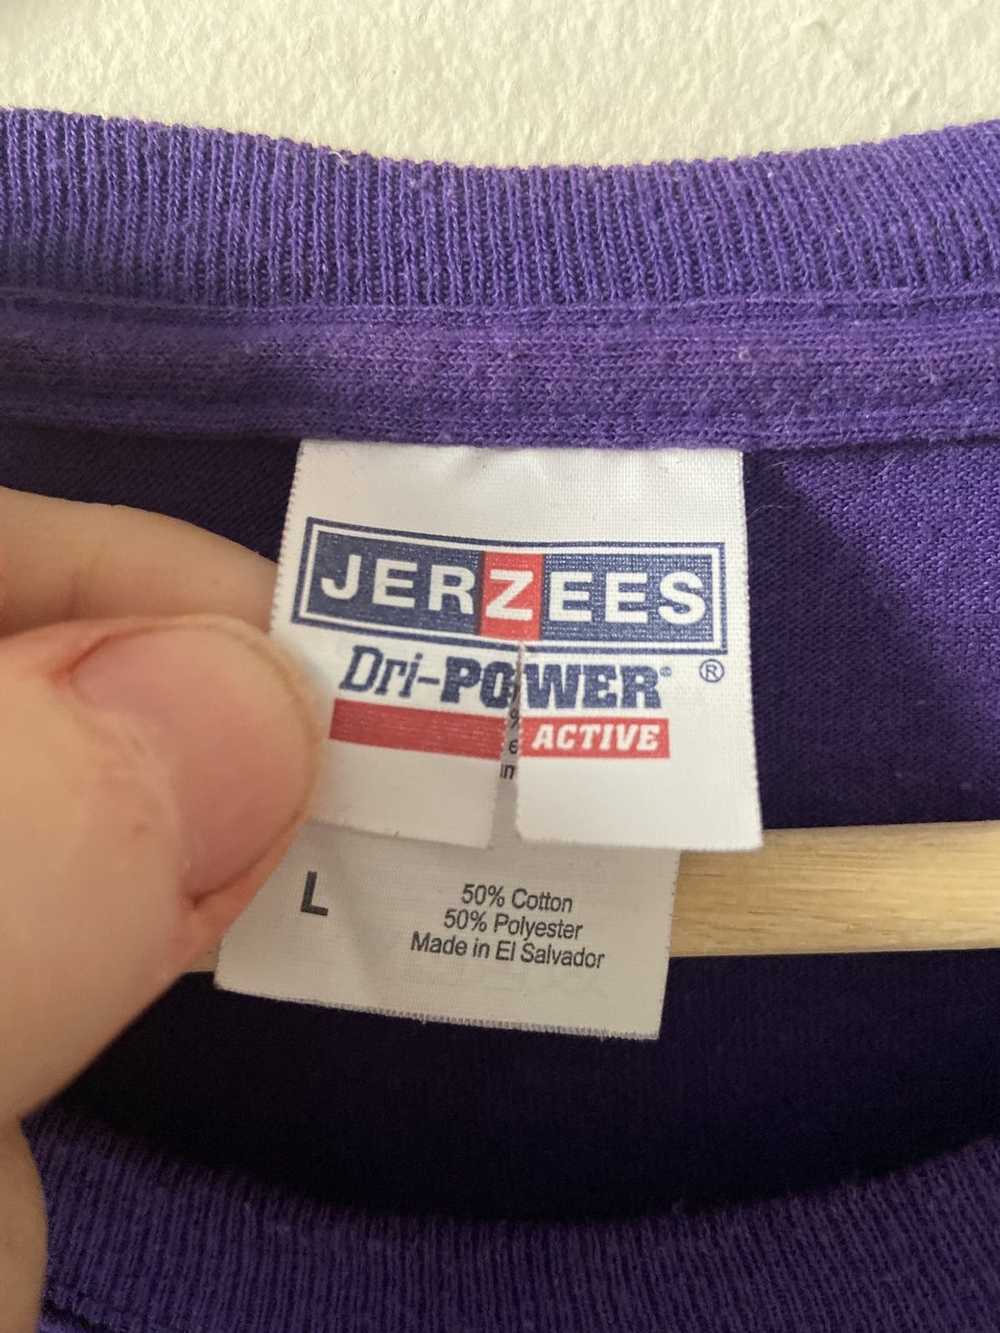 JERZEES
Dri-POWER® ®
ACTIVE
L
50% Cotton
50% Polyester
Made in El Salvador